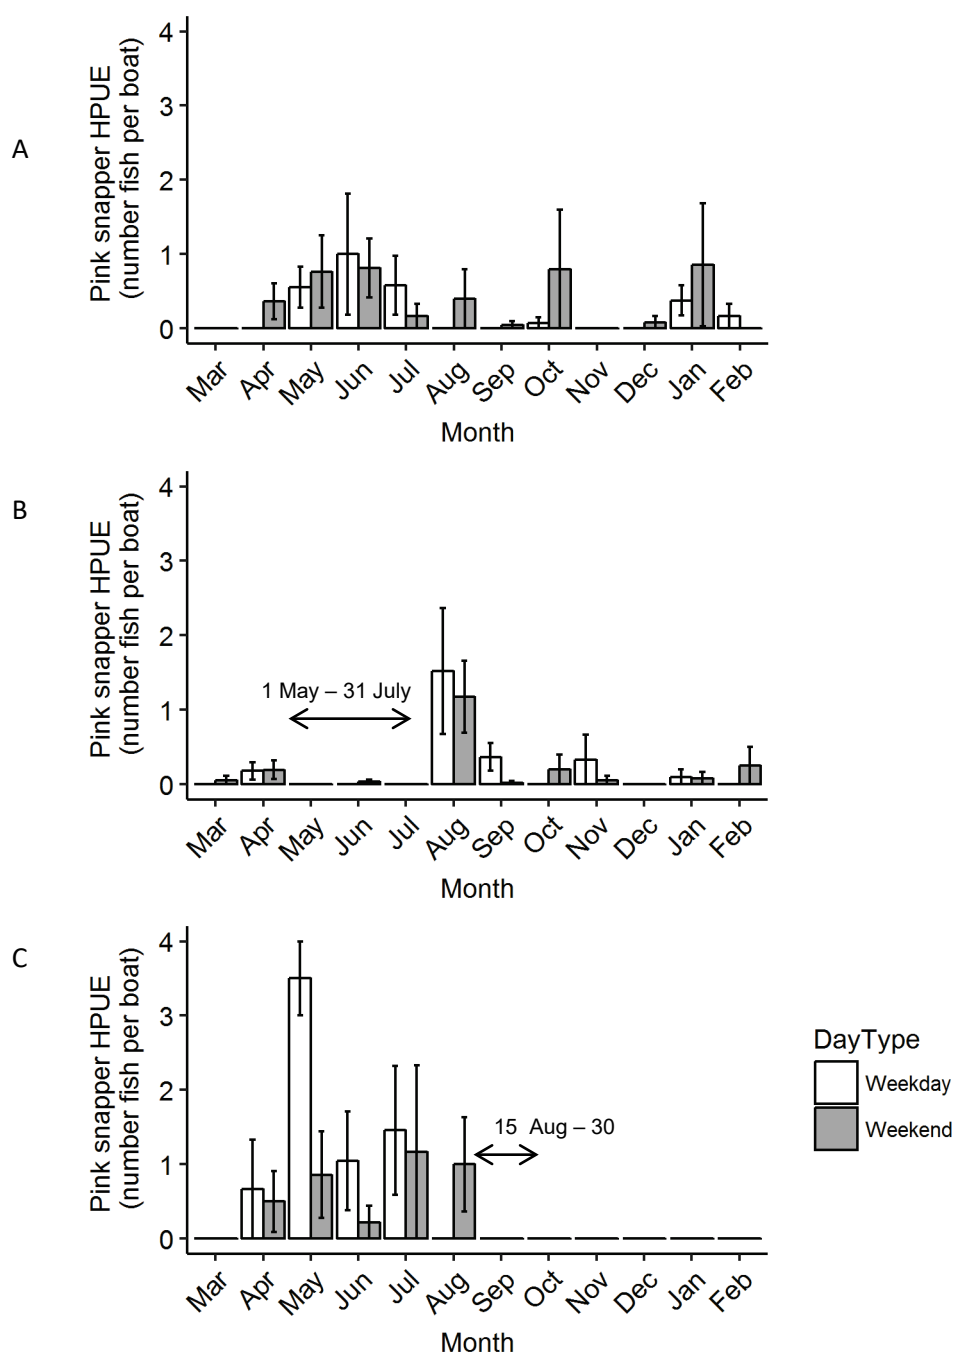 A
Pink snapper HPUE
(number fish per boat)
4
3
2
1
0
Mar
Apr
May
Jun
Jul
Aug
Sep
Oct
Nov
Dec
Jan
Feb
Month
B
Pink snapper HPUE
(number fish per boat)
4
3
2
1
0
1 May – 31 July
Mar
Apr
May
Jun
Jul
Aug
Sep
Oct
Nov
Dec
Jan
Feb
Month
C
Pink snapper HPUE
(number fish per boat)
4
3
2
1
0
15 Aug – 30
Mar
Apr
May
Jun
Jul
Aug
Sep
Oct
Nov
Dec
Jan
Feb
Month
DayType
Weekday
Weekend